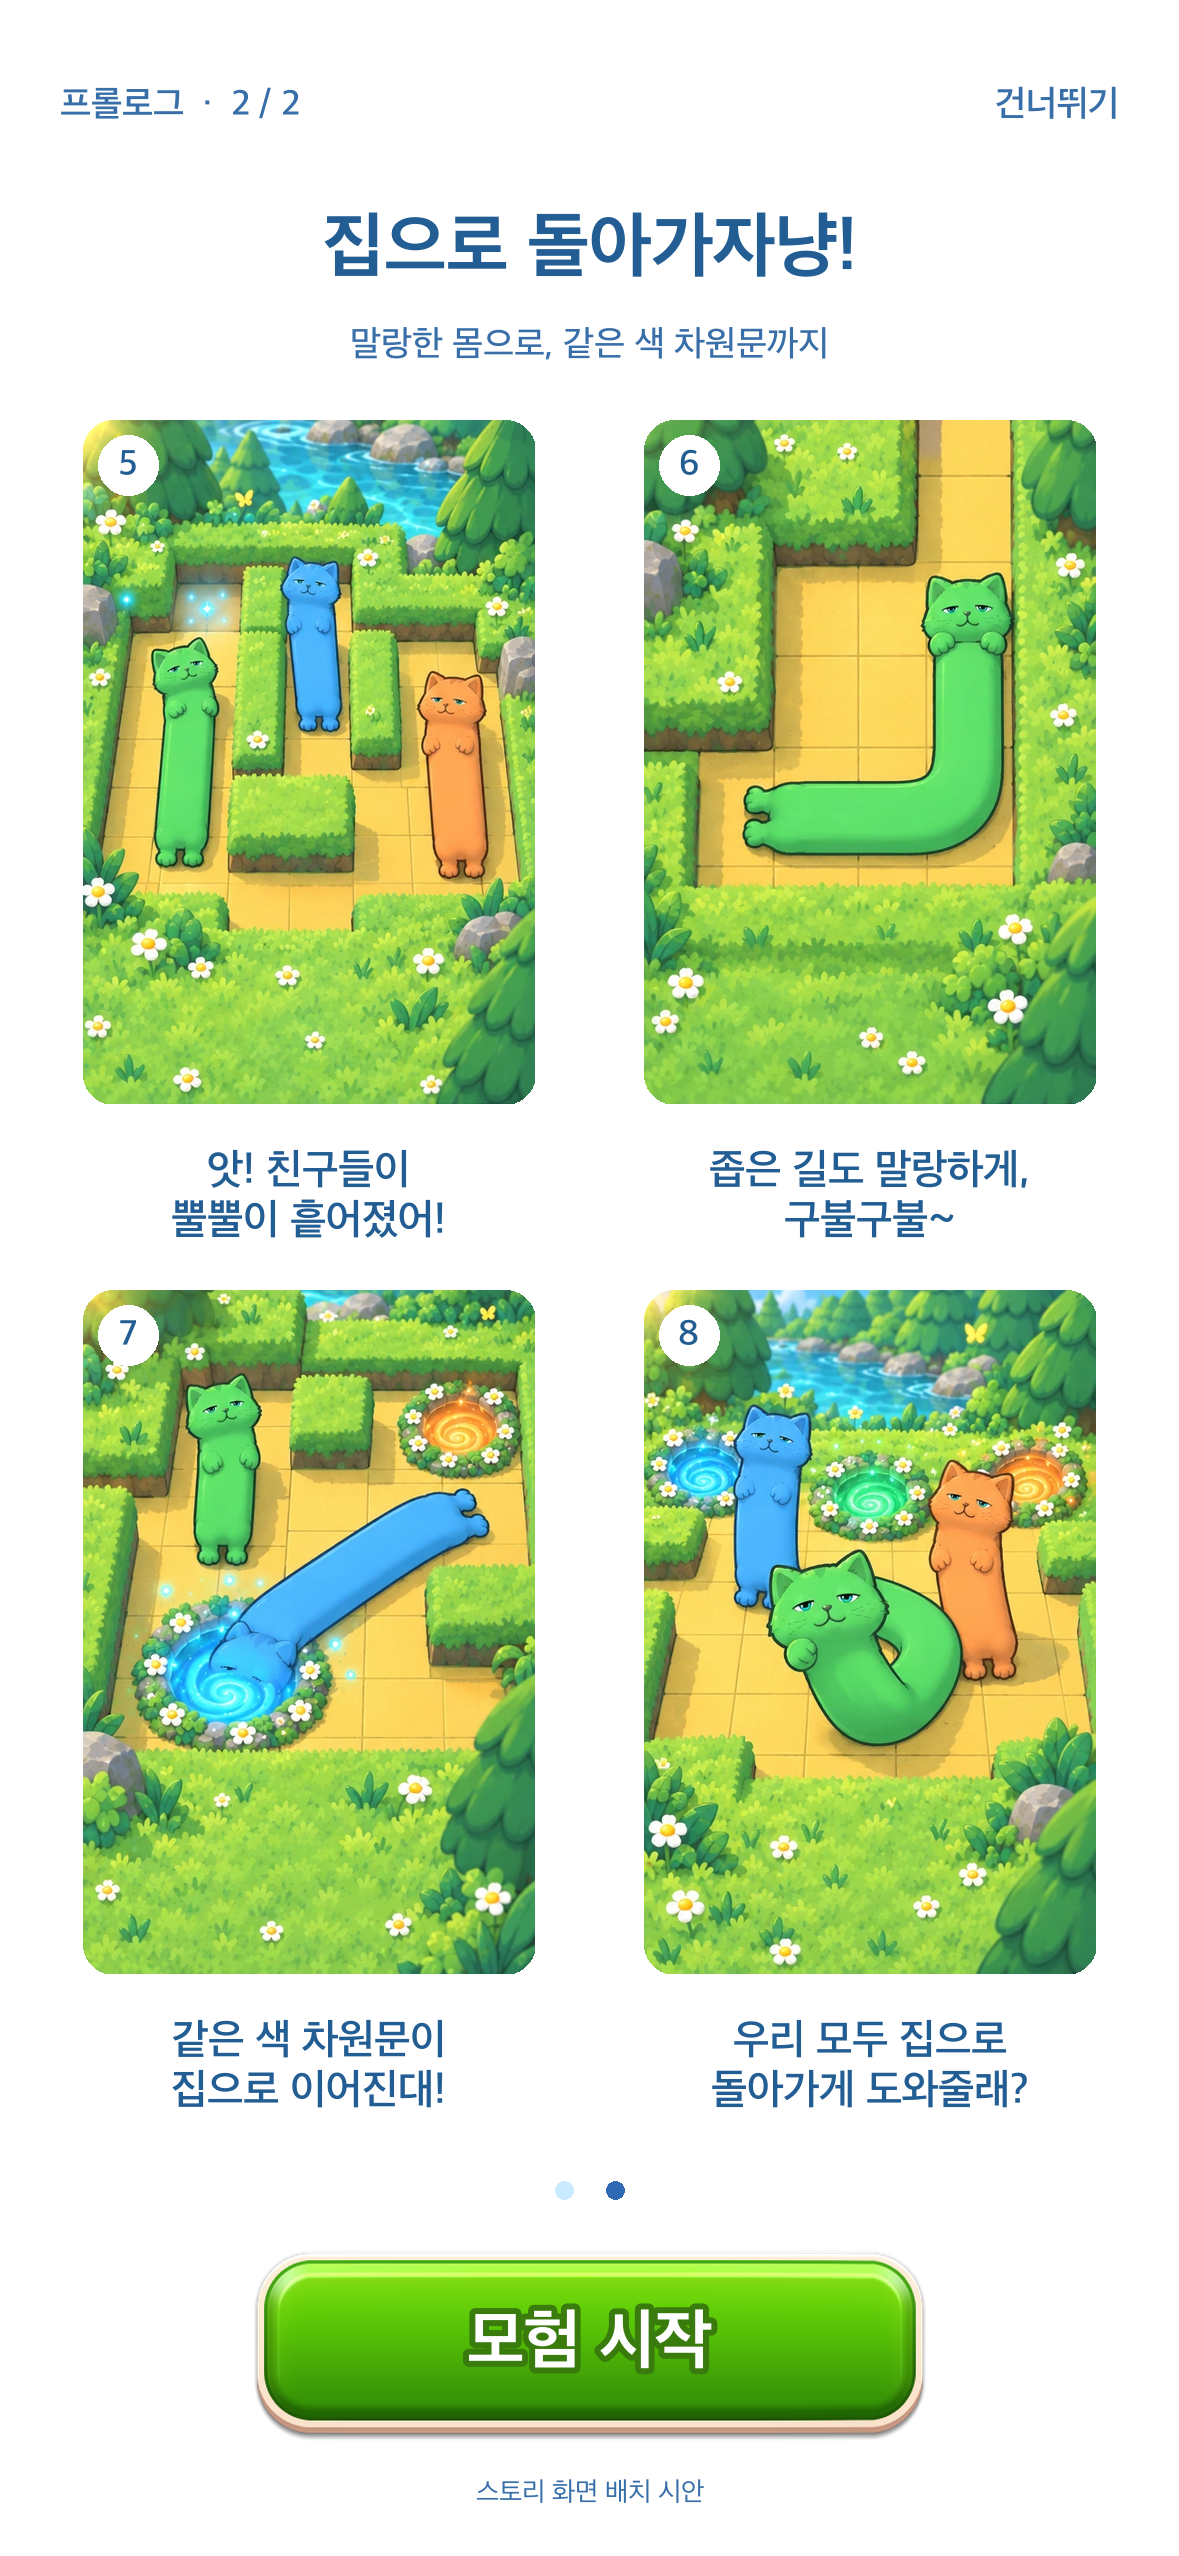 프롤로그 · 2 / 2
건너뛰기
집으로 돌아가자냥!
말랑한 몸으로, 같은 색 차원문까지
5
6
앗! 친구들이
뿔뿔이 흩어졌어!
좁은 길도 말랑하게,
구불구불~
7
8
같은 색 차원문이
집으로 이어진대!
우리 모두 집으로
돌아가게 도와줄래?
모험 시작
스토리 화면 배치 시안